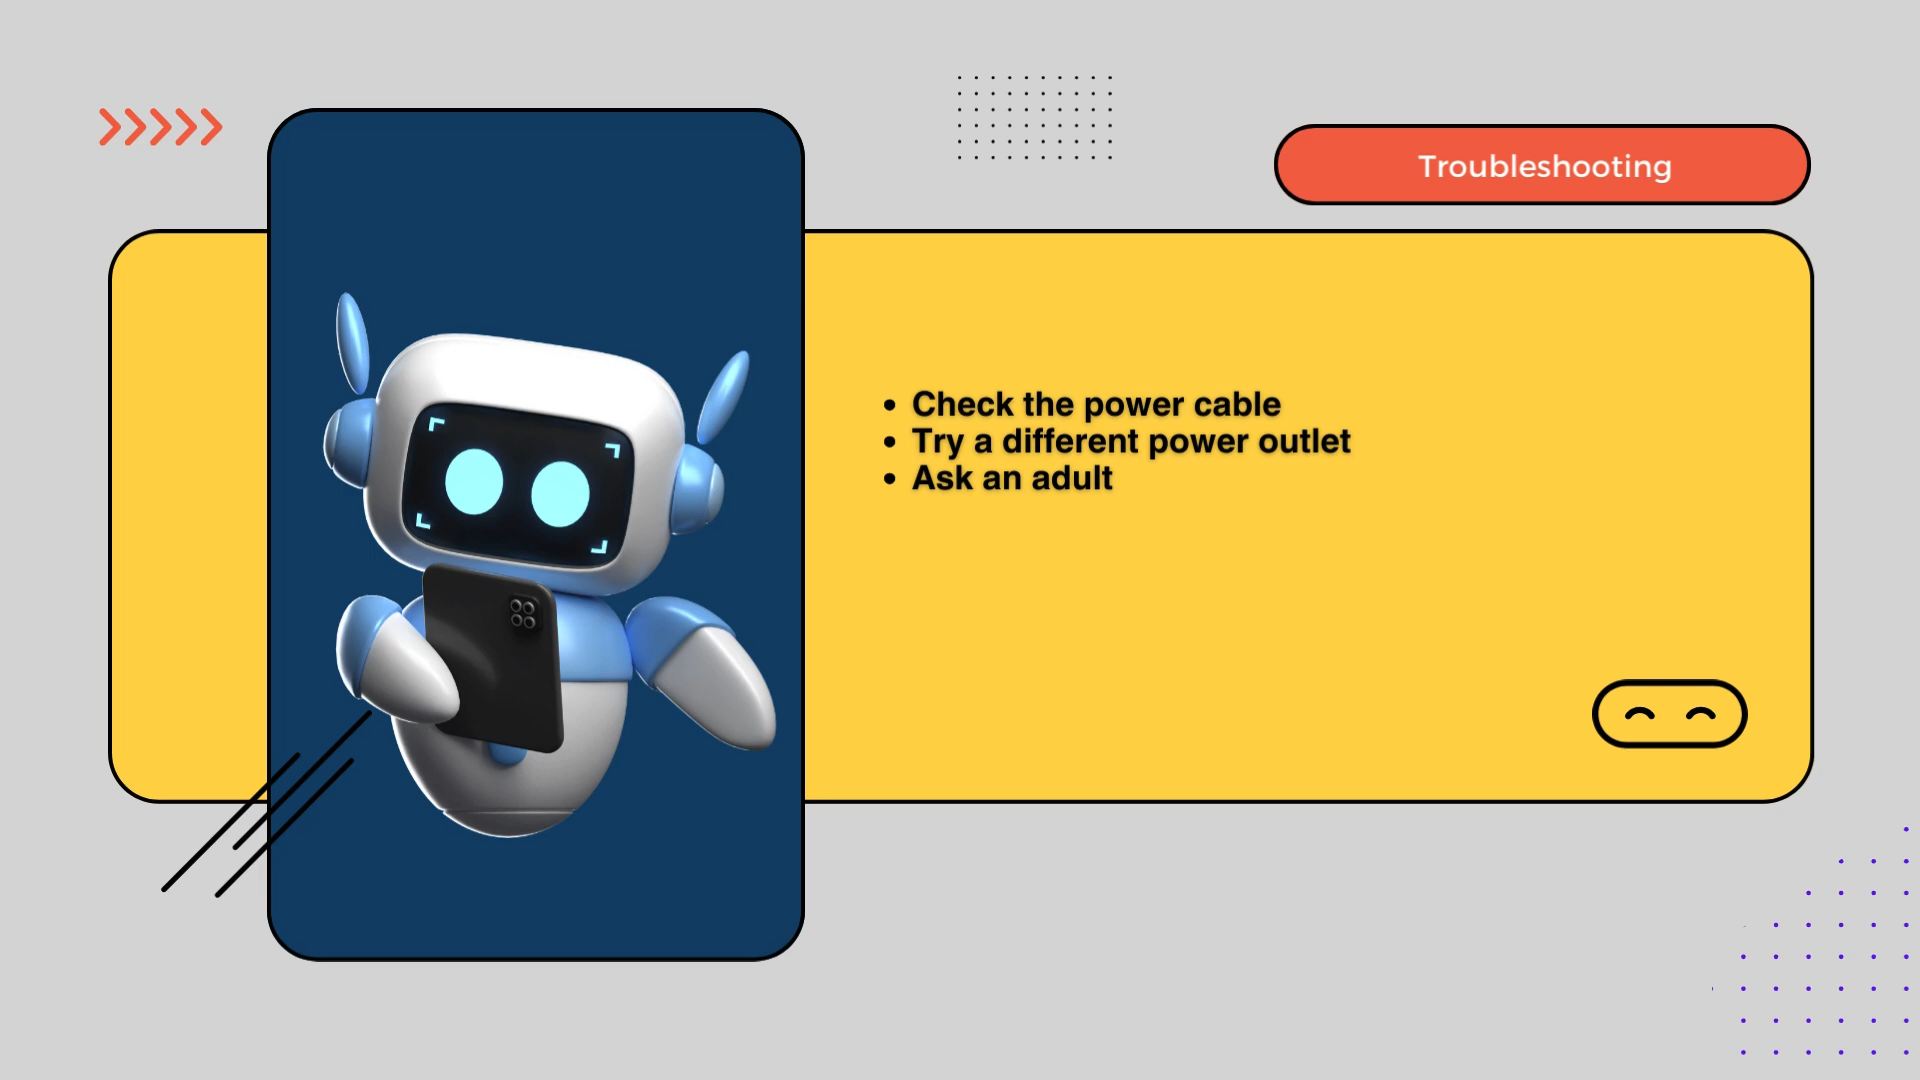 Troubleshooting
• Check the power cable
• Try a different power outlet
• Ask an adult